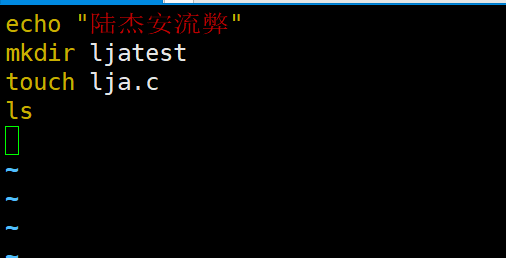 echo "陆杰安流弊"
mkdir ljatest
touch lja.c
ls
~
~
~
~